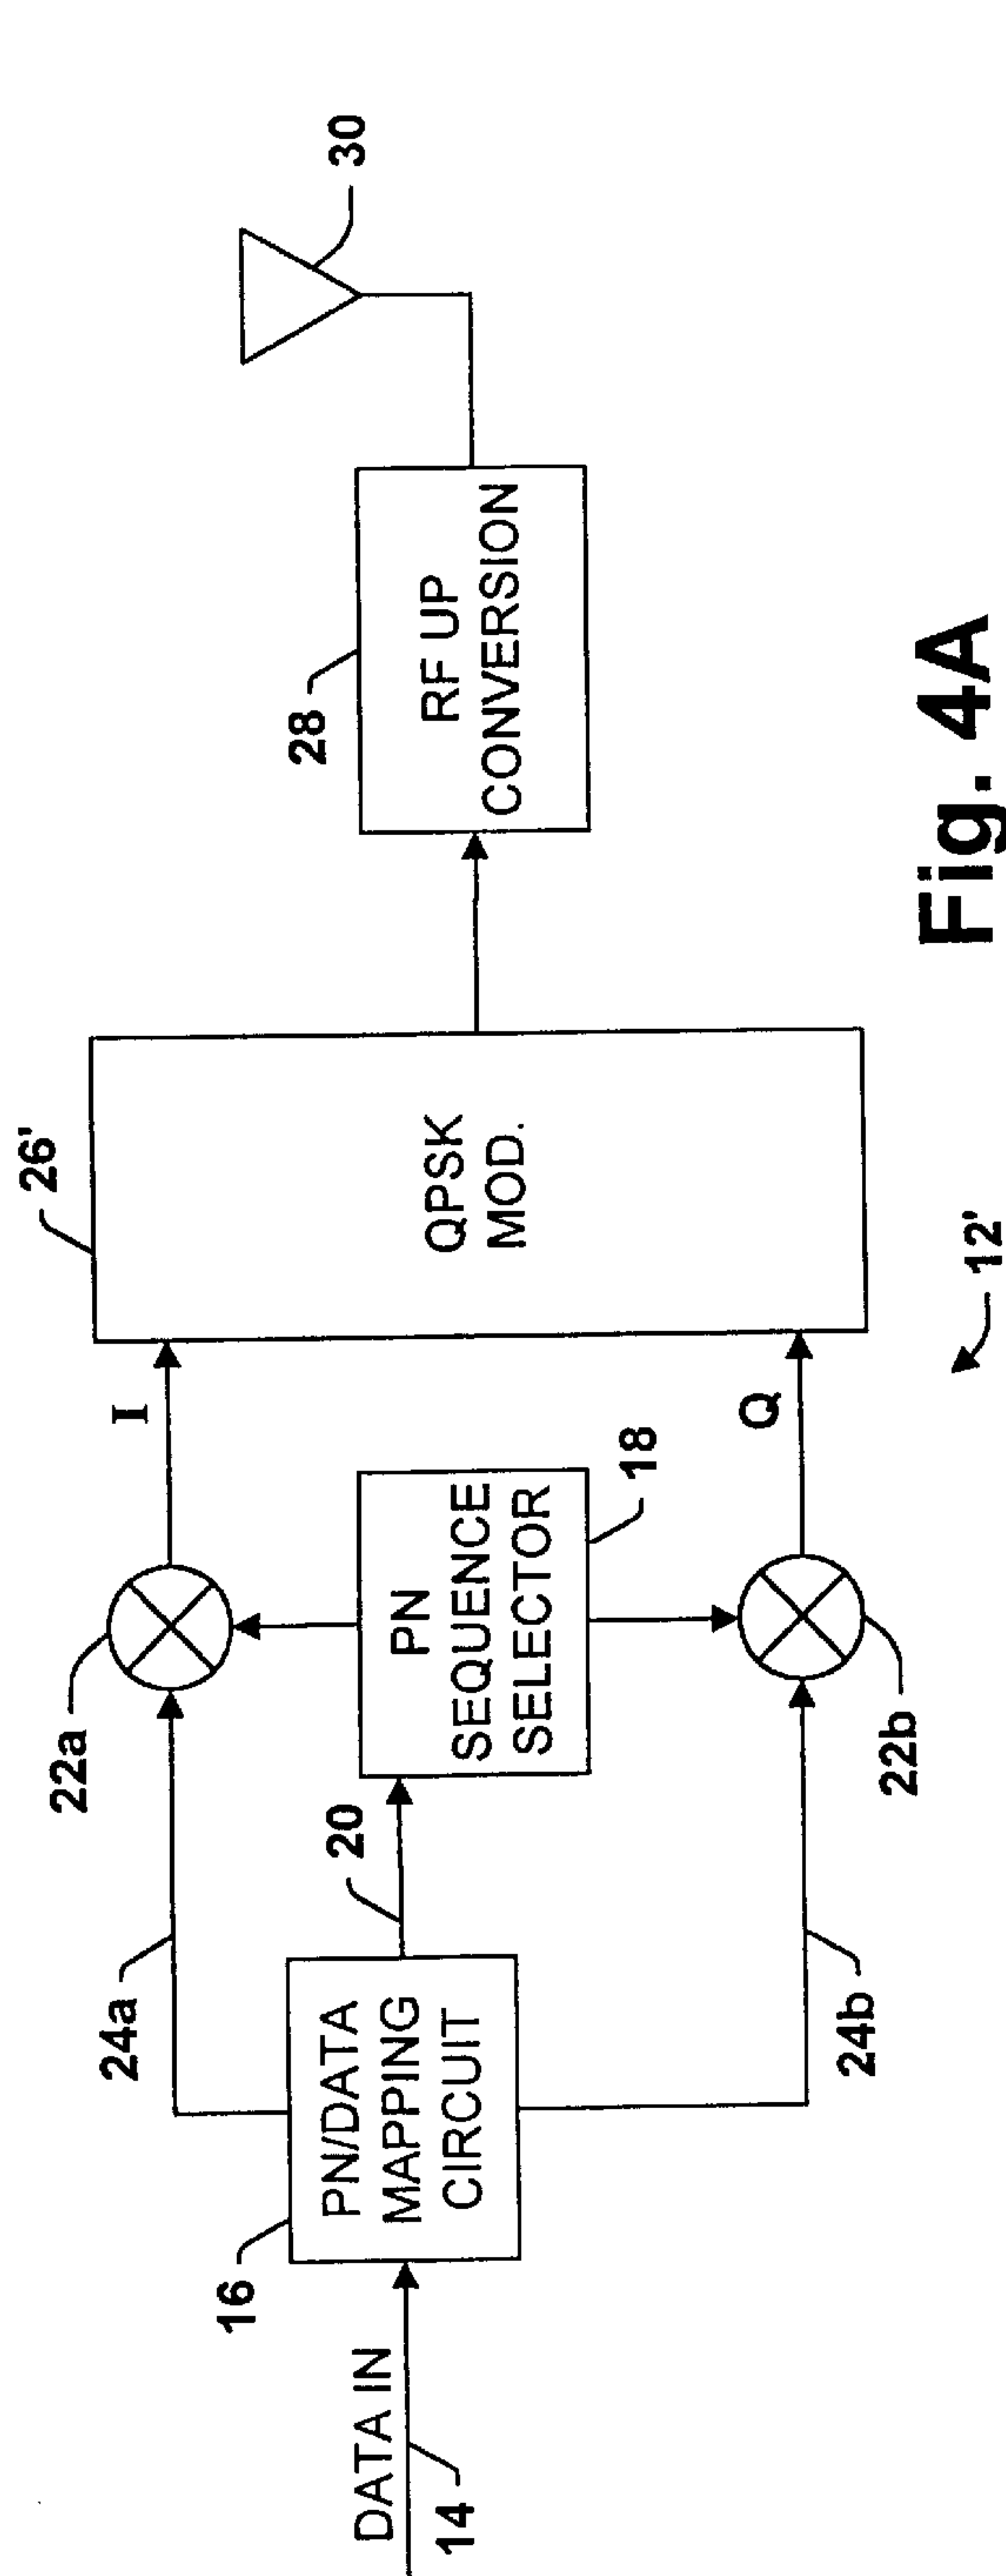 DATA IN
14
16
PN/DATA
MAPPING
CIRCUIT
24a
24b
20
22a
22b
PN
SEQUENCE
SELECTOR
18
I
Q
26'
QPSK
MOD.
12'
28
RF UP
CONVERSION
30
Fig. 4A